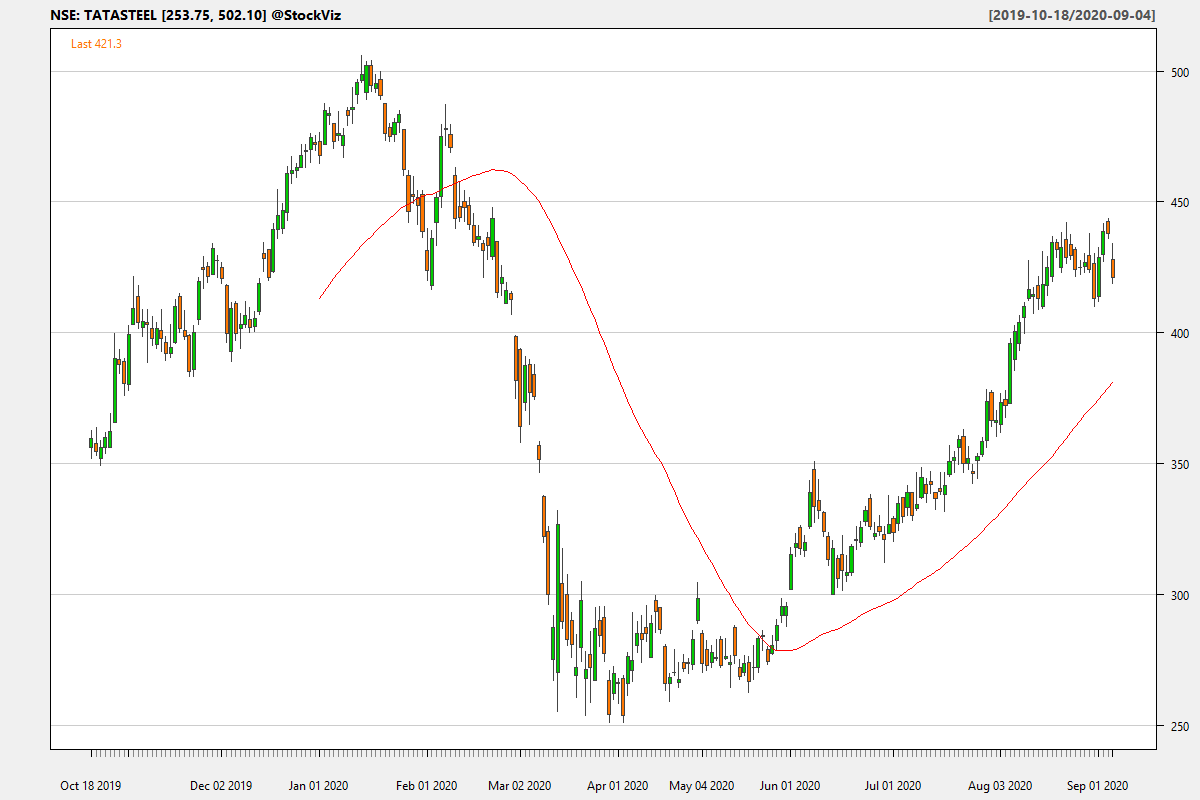 NSE: TATASTEEL [253.75, 502.10] @StockViz [2019-10-18/2020-09-04]
Last 421.3
500
450
400
350
300
250
Oct 18 2019 Dec 02 2019 Jan 01 2020 Feb 01 2020 Mar 02 2020 Apr 01 2020 May 04 2020 Jun 01 2020 Jul 01 2020 Aug 03 2020 Sep 01 2020